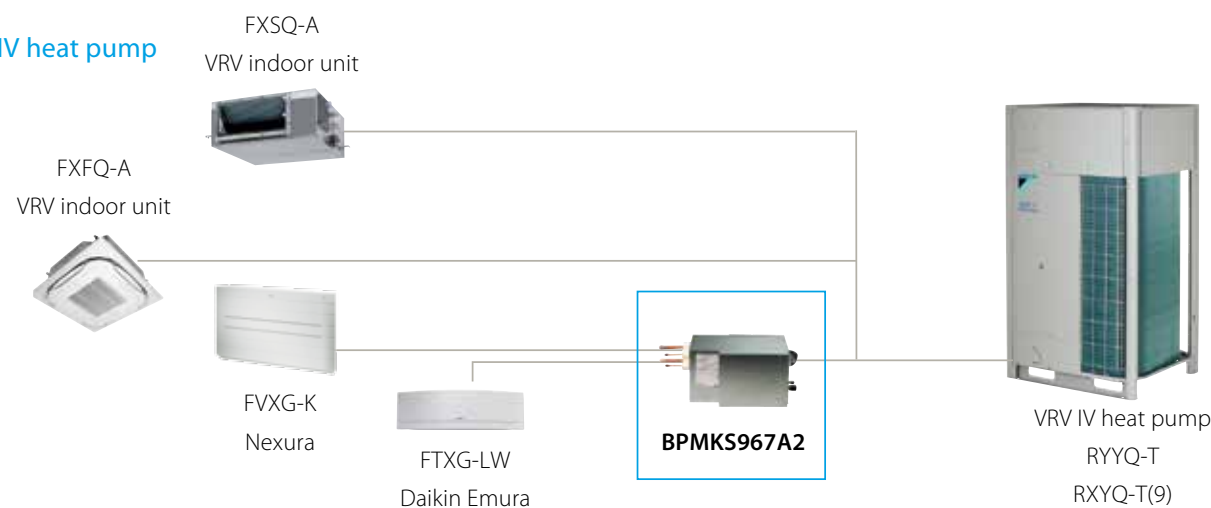 IV heat pump
FXSQ-A
VRV indoor unit
FXFQ-A
VRV indoor unit
FVXG-K
Nexura
FTXG-LW
Daikin Emura
BPMKS967A2
VRV IV heat pump
RYYQ-T
RXYQ-T(9)